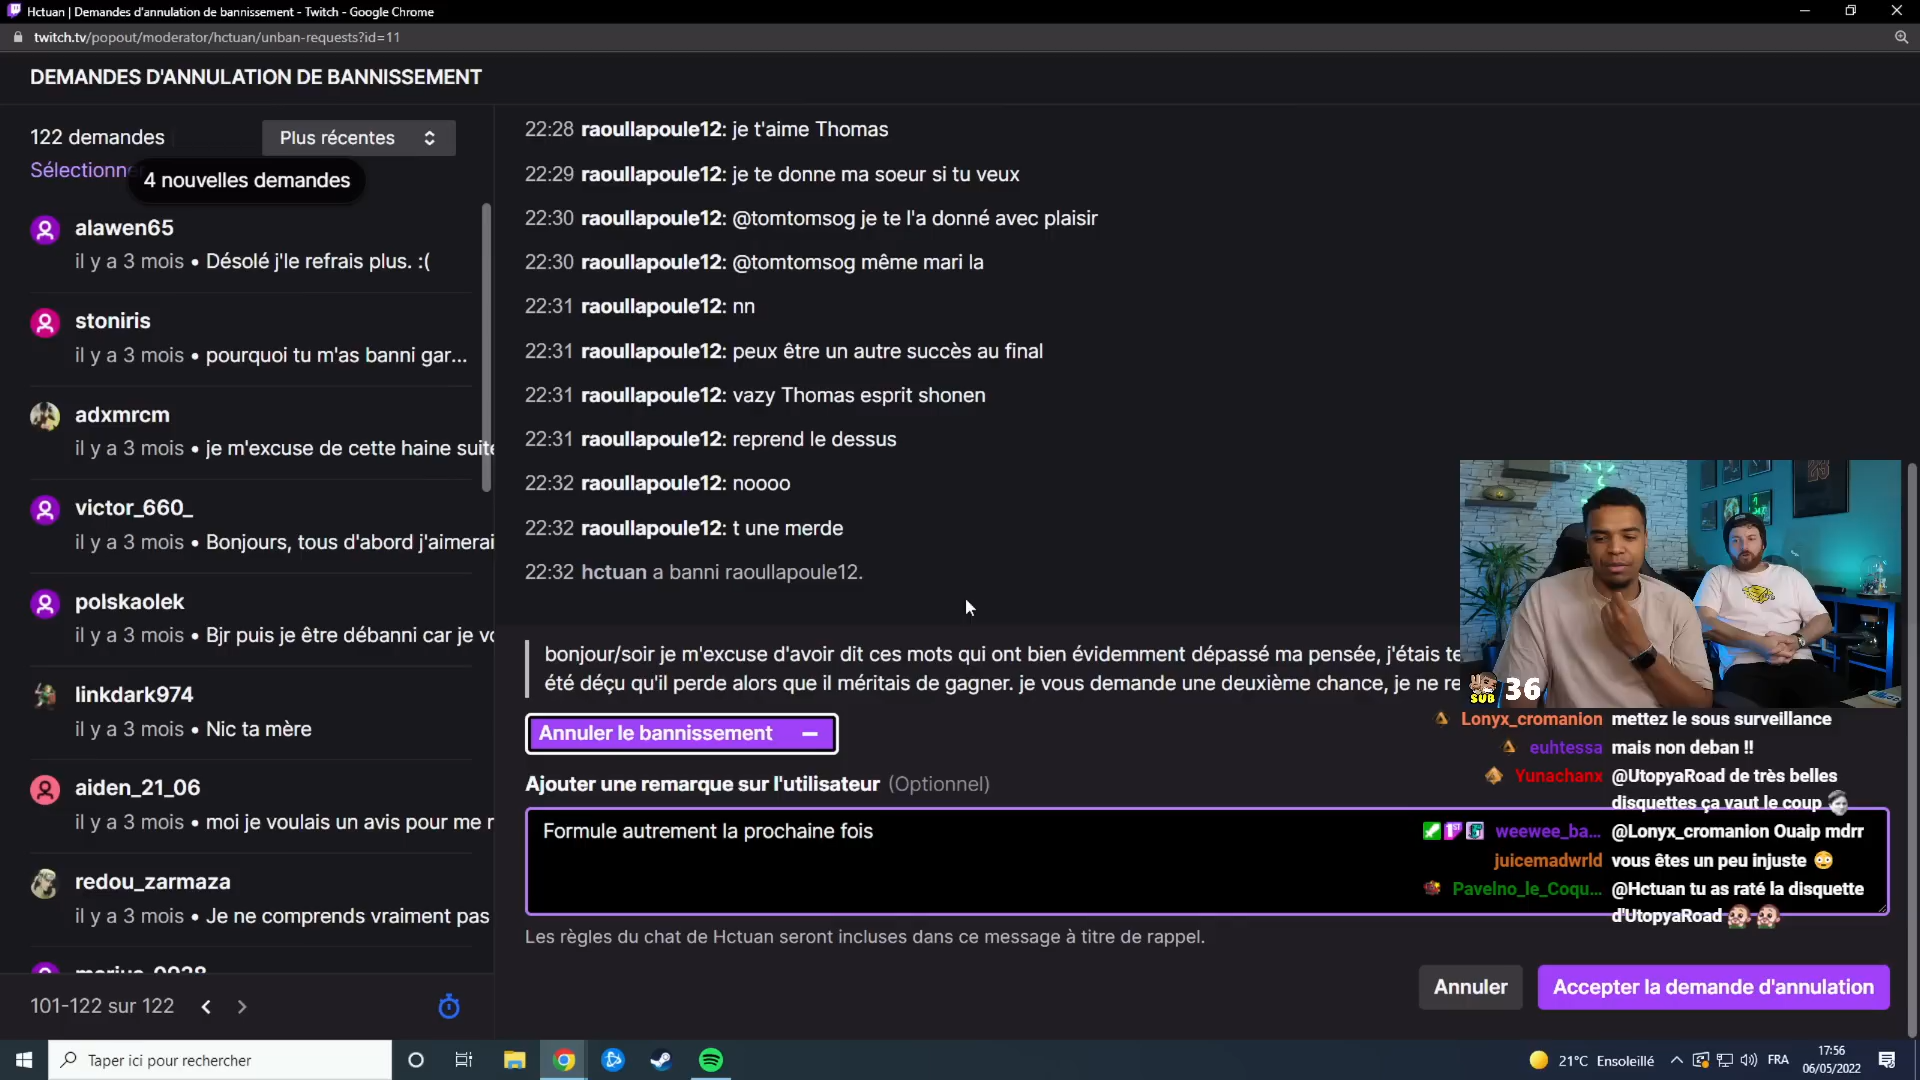 Hctuan | Demandes d'annulation de bannissement - Twitch - Google Chrome
twitch.tv/popout/moderator/hctuan/unban-requests?id=11
DEMANDES D'ANNULATION DE BANNISSEMENT
122 demandes
Plus récentes
Sélectionne
4 nouvelles demandes
alawen65
il y a 3 mois • Désolé j'le refrais plus. :(
stoniris
il y a 3 mois • pourquoi tu m'as banni gar...
adxmrcm
il y a 3 mois • je m'excuse de cette haine suite
victor_660_
il y a 3 mois • Bonjours, tous d'abord j'aimerai
polskaolek
il y a 3 mois • Bjr puis je être débanni car je vo
linkdark974
il y a 3 mois • Nic ta mère
aiden_21_06
il y a 3 mois • moi je voulais un avis pour me r
redou_zarmaza
il y a 3 mois • Je ne comprends vraiment pas
101-122 sur 122
22:28 raoullapoule12: je t'aime Thomas
22:29 raoullapoule12: je te donne ma soeur si tu veux
22:30 raoullapoule12: @tomtomsog je te l'a donné avec plaisir
22:30 raoullapoule12: @tomtomsog même mari la
22:31 raoullapoule12: nn
22:31 raoullapoule12: peux être un autre succès au final
22:31 raoullapoule12: vazy Thomas esprit shonen
22:31 raoullapoule12: reprend le dessus
22:32 raoullapoule12: noooo
22:32 raoullapoule12: t une merde
22:32 hctuan a banni raoullapoule12.
bonjour/soir je m'excuse d'avoir dit ces mots qui ont bien évidemment dépassé ma pensée, j'étais te
été déçu qu'il perde alors que il méritais de gagner. je vous demande une deuxième chance, je ne re
Annuler le bannissement
Ajouter une remarque sur l'utilisateur (Optionnel)
Formule autrement la prochaine fois
Les règles du chat de Hctuan seront incluses dans ce message à titre de rappel.
Annuler
Accepter la demande d'annulation
SUB 36
Lonyx_cromanion mettez le sous surveillance
euhtessa mais non deban !!
Yunachanx @UtopyaRoad de très belles
disquettes ça vaut le coup
weewee_ba... @Lonyx_cromanion Ouaip mdrr
juicemadwrld vous êtes un peu injuste
Pavelno_le_Coqu... @Hctuan tu as raté la disquette
d'UtopyaRoad
Taper ici pour rechercher
21°C Ensoleillé
FRA
17:56
06/05/2022